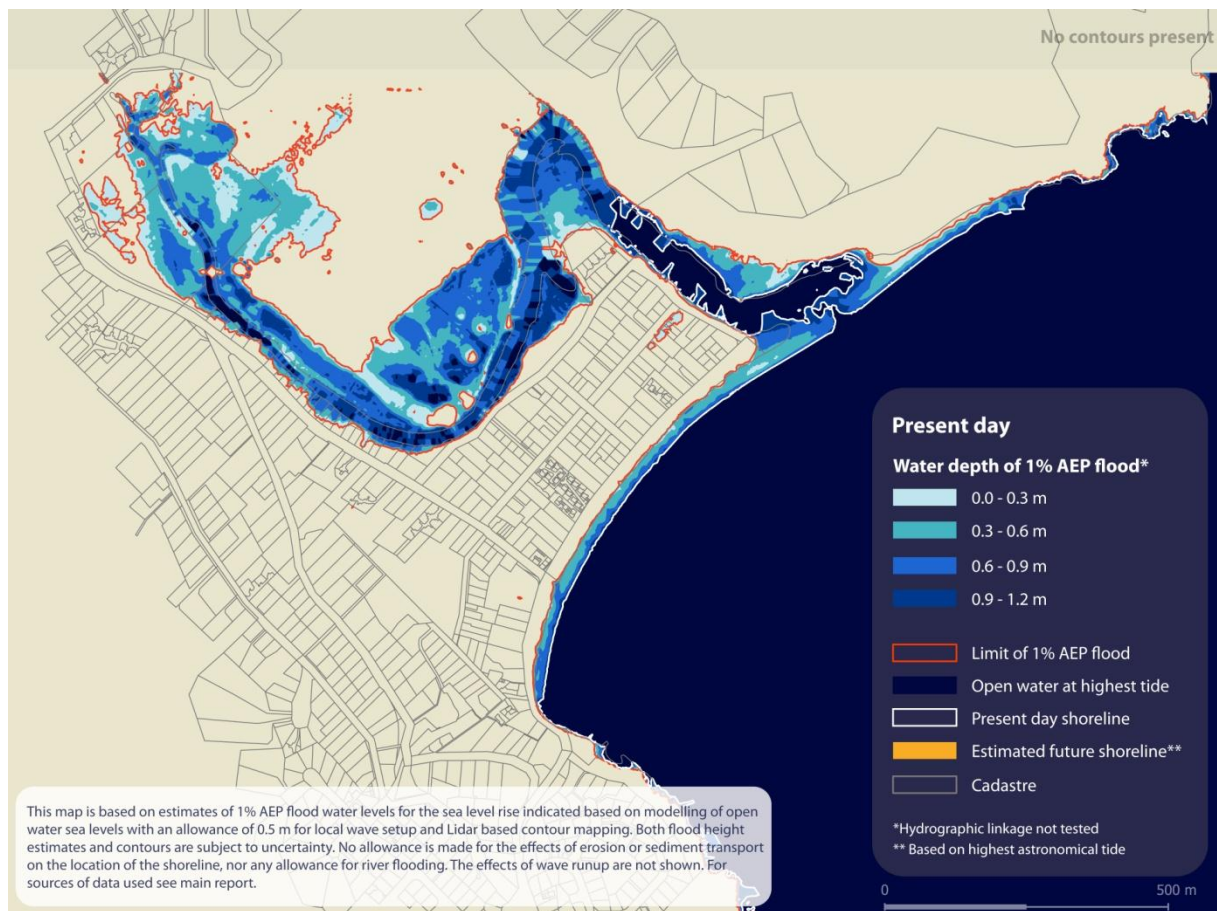 No contours present
Present day
Water depth of 1% AEP flood*
0.0 - 0.3 m
0.3 - 0.6 m
0.6 - 0.9 m
0.9 - 1.2 m
Limit of 1% AEP flood
Open water at highest tide
Present day shoreline
Estimated future shoreline**
Cadastre
*Hydrographic linkage not tested
** Based on highest astronomical tide
0 500 m
This map is based on estimates of 1% AEP flood water levels for the sea level rise indicated based on modelling of open
water sea levels with an allowance of 0.5 m for local wave setup and Lidar based contour mapping. Both flood height
estimates and contours are subject to uncertainty. No allowance is made for the effects of erosion or sediment transport
on the location of the shoreline, nor any allowance for river flooding. The effects of wave runup are not shown. For
sources of data used see main report.